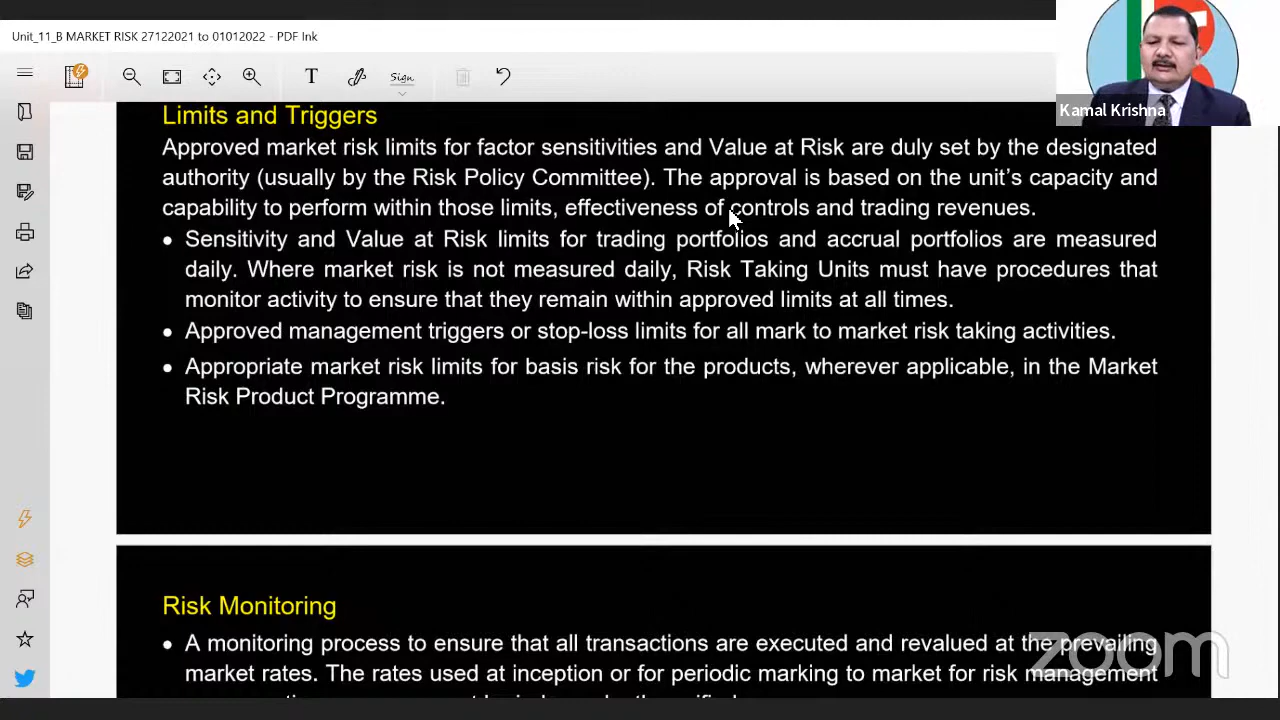 Unit_11_B MARKET RISK 27122021 to 01012022 - PDF Ink
T
Sign
Kamal Krishna
Limits and Triggers
Approved market risk limits for factor sensitivities and Value at Risk are duly set by the designated
authority (usually by the Risk Policy Committee). The approval is based on the unit’s capacity and
capability to perform within those limits, effectiveness of controls and trading revenues.
• Sensitivity and Value at Risk limits for trading portfolios and accrual portfolios are measured
daily. Where market risk is not measured daily, Risk Taking Units must have procedures that
monitor activity to ensure that they remain within approved limits at all times.
• Approved management triggers or stop-loss limits for all mark to market risk taking activities.
• Appropriate market risk limits for basis risk for the products, wherever applicable, in the Market
Risk Product Programme.
Risk Monitoring
• A monitoring process to ensure that all transactions are executed and revalued at the prevailing
market rates. The rates used at inception or for periodic marking to market for risk management
zoom